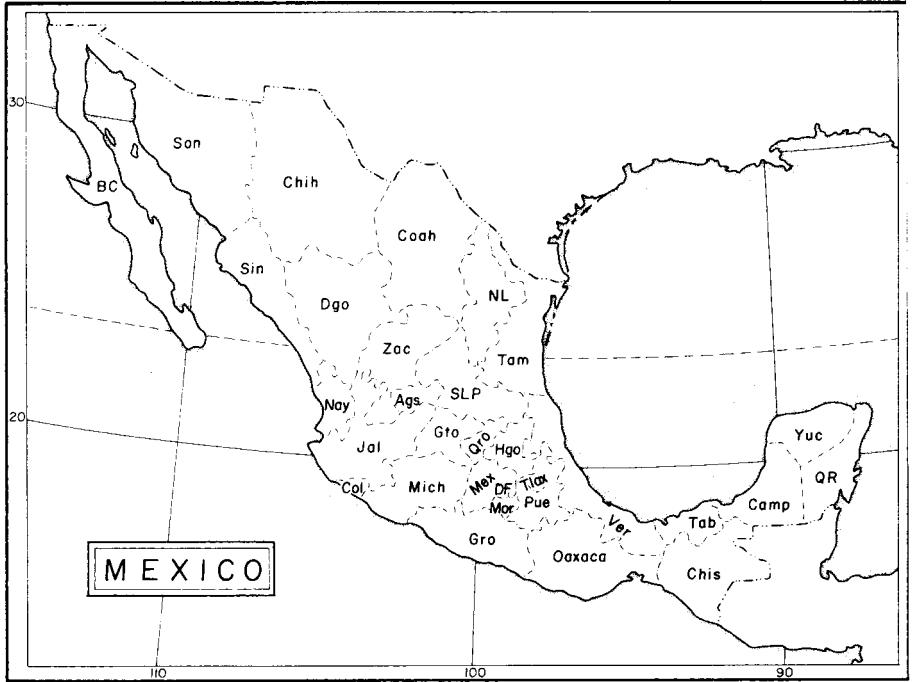 30
Son
Chih
BC
Coah
Sin
NL
Dgo
Zac
Tam
Nay
Ags
SLP
20
Gto
Qro
Hgo
Jal
Yuc
QR
Col
Mich
Mex
DF
Tlax
Mor
Pue
Camp
Ver
Tab
Gro
Oaxaca
Chis
MEXICO
110
100
90